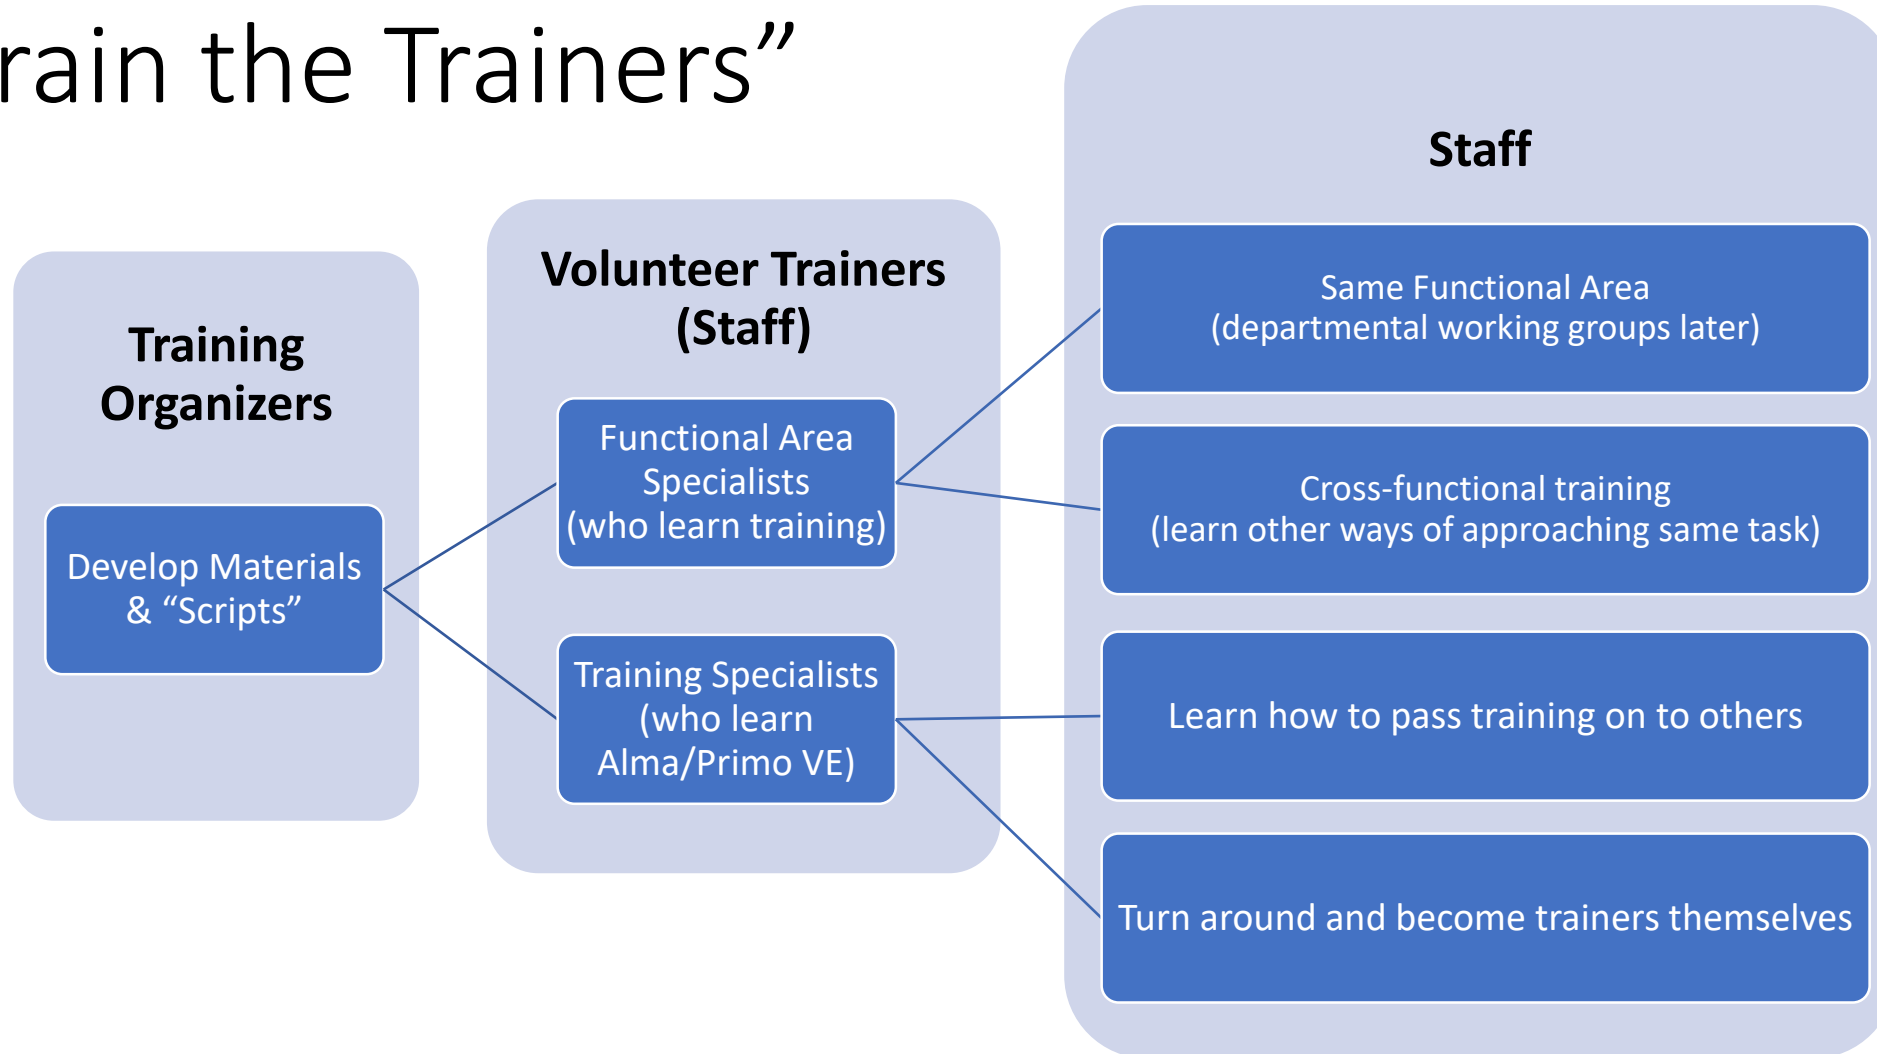 rain the Trainers”
Training
Organizers
Develop Materials
& “Scripts”
Volunteer Trainers
(Staff)
Functional Area
Specialists
(who learn training)
Training Specialists
(who learn
Alma/Primo VE)
Staff
Same Functional Area
(departmental working groups later)
Cross-functional training
(learn other ways of approaching same task)
Learn how to pass training on to others
Turn around and become trainers themselves